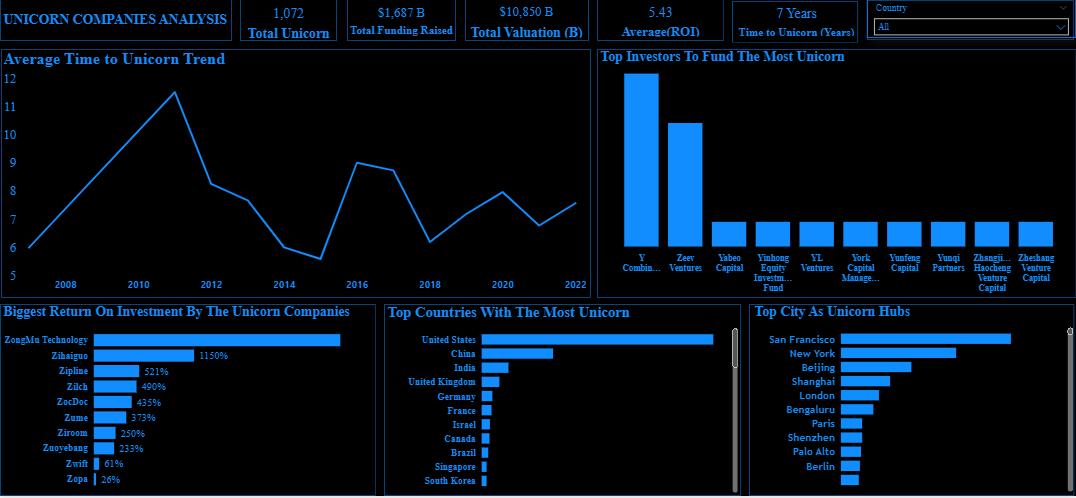 UNICORN COMPANIES ANALYSIS
1,072
Total Unicorn
$1,687 B
Total Funding Raised
$10,850 B
Total Valuation (B)
5.43
Average(ROI)
7 Years
Time to Unicorn (Years)
Country
All
Average Time to Unicorn Trend
12
11
10
9
8
7
6
5
2008
2010
2012
2014
2016
2018
2020
2022
Top Investors To Fund The Most Unicorn
Y
Combin...
Zeev
Ventures
Yabeo
Capital
Yinhong
Equity
Investm...
Fund
YL
Ventures
York
Capital
Manage...
Yunfeng
Capital
Yunqi
Partners
Zhangji...
Haocheng
Venture
Capital
Zheshang
Venture
Capital
Biggest Return On Investment By The Unicorn Companies
ZongMu Technology
Zihaiguo 1150%
Zipline 521%
Zilch 490%
ZocDoc 435%
Zume 373%
Ziroom 250%
Zuoyebang 233%
Zwift 61%
Zopa 26%
Top Countries With The Most Unicorn
United States
China
India
United Kingdom
Germany
France
Israel
Canada
Brazil
Singapore
South Korea
Top City As Unicorn Hubs
San Francisco
New York
Beijing
Shanghai
London
Bengaluru
Paris
Shenzhen
Palo Alto
Berlin